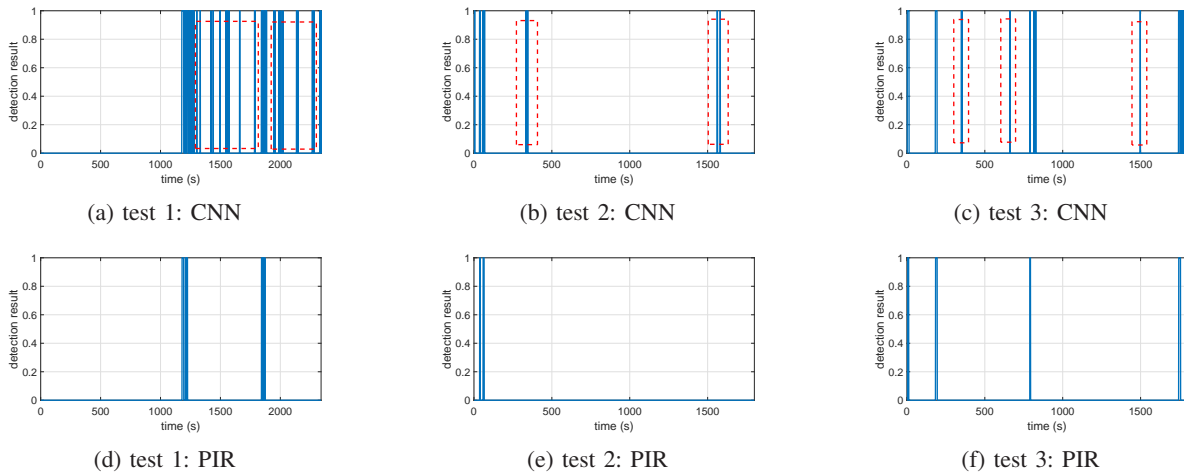 1
0.8
0.6
0.4
0.2
0
detection result
0 500 1000 1500 2000
time (s)
(a) test 1: CNN
1
0.8
0.6
0.4
0.2
0
detection result
0 500 1000 1500
time (s)
(b) test 2: CNN
1
0.8
0.6
0.4
0.2
0
detection result
0 500 1000 1500
time (s)
(c) test 3: CNN
1
0.8
0.6
0.4
0.2
0
detection result
0 500 1000 1500 2000
time (s)
(d) test 1: PIR
1
0.8
0.6
0.4
0.2
0
detection result
0 500 1000 1500
time (s)
(e) test 2: PIR
1
0.8
0.6
0.4
0.2
0
detection result
0 500 1000 1500
time (s)
(f) test 3: PIR